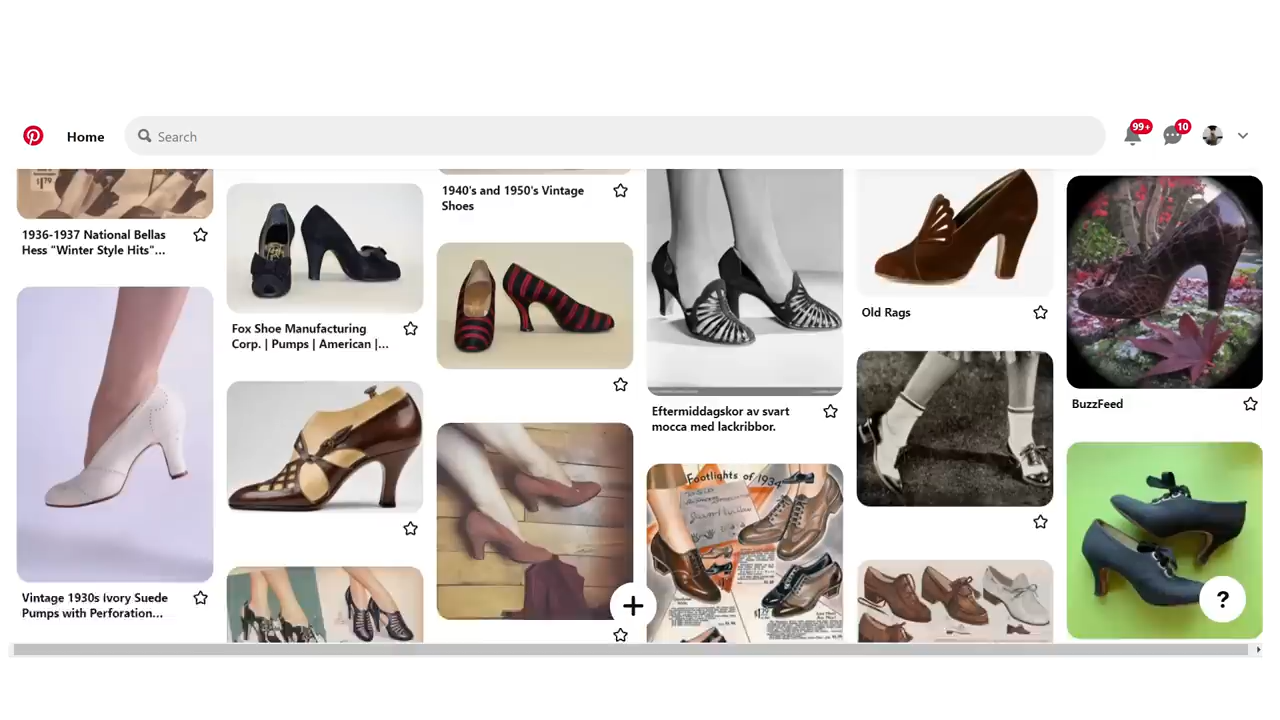 Home
Search
99+
10
1936-1937 National Bellas
Hess "Winter Style Hits"...
Vintage 1930s Ivory Suede
Pumps with Perforation...
Fox Shoe Manufacturing
Corp. | Pumps | American |...
1940's and 1950's Vintage
Shoes
Eftermiddagskor av svart
mocca med lackribbor.
Footlights of 1934
Old Rags
BuzzFeed
+
?